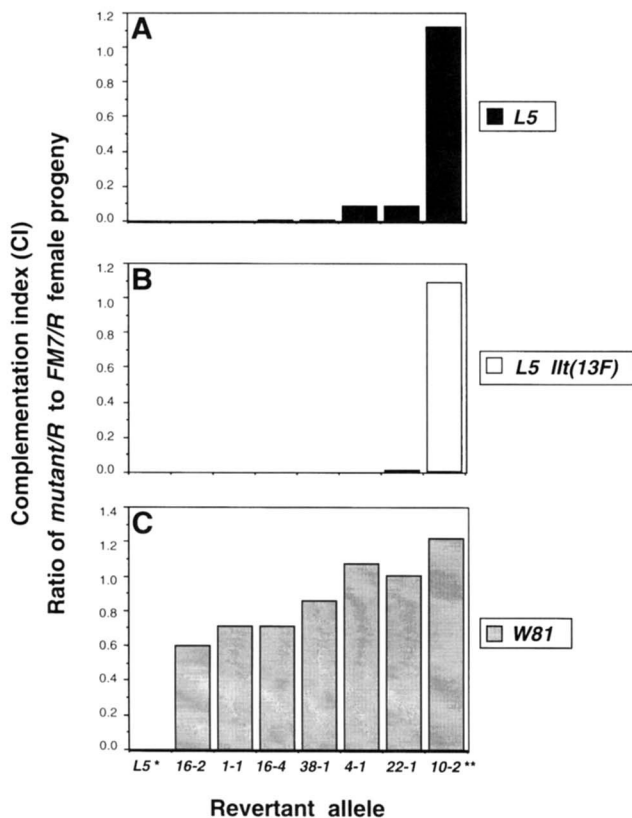 Complementation index (CI)
Ratio of mutant/R to FM7/R female progeny
A
1.2
1.0
0.8
0.6
0.4
0.2
0.0
L5
B
1.2
1.0
0.8
0.6
0.4
0.2
0.0
L5 llt(13F)
C
1.4
1.2
1.0
0.8
0.6
0.4
0.2
0.0
W81
L5 * 16-2 1-1 16-4 38-1 4-1 22-1 10-2 **
Revertant allele